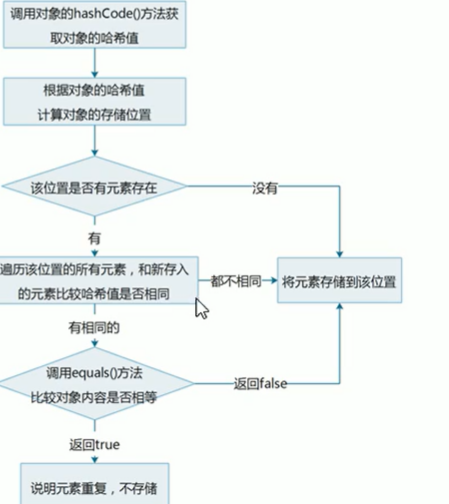 调用对象的hashCode()方法获
取对象的哈希值
根据对象的哈希值
计算对象的存储位置
该位置是否有元素存在
没有
有
遍历该位置的所有元素，和新存入
的元素比较哈希值是否相同
都不相同
将元素存储到该位置
有相同的
调用equals()方法
比较对象内容是否相等
返回false
返回true
说明元素重复，不存储